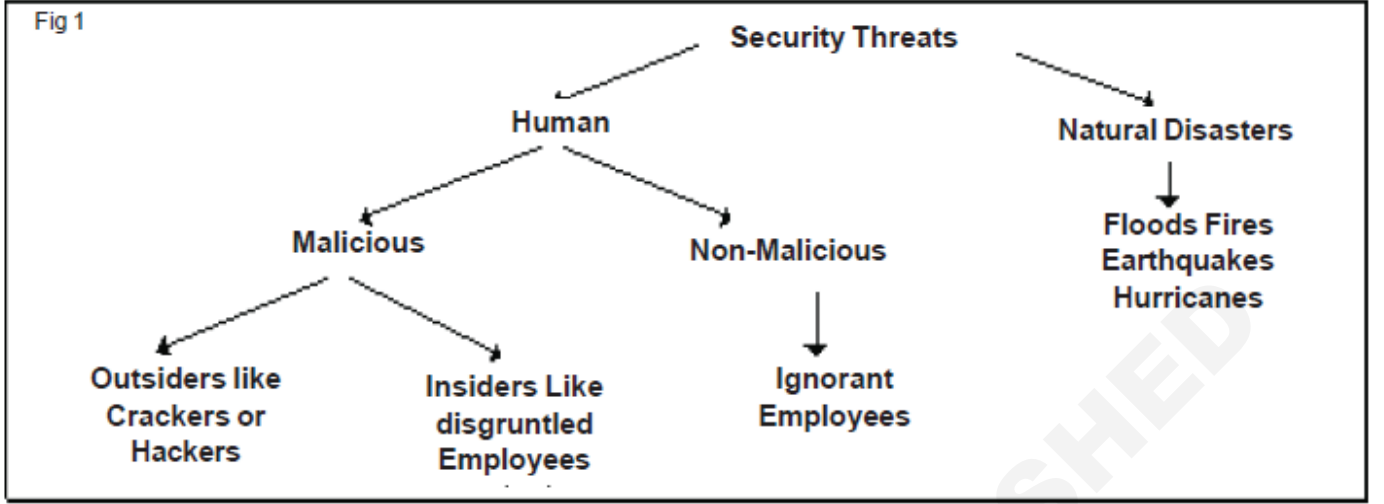 Fig 1
Security Threats
Human
Natural Disasters
Malicious
Non-Malicious
Floods Fires
Earthquakes
Hurricanes
Outsiders like
Crackers or
Hackers
Insiders Like
disgruntled
Employees
Ignorant
Employees
SHED